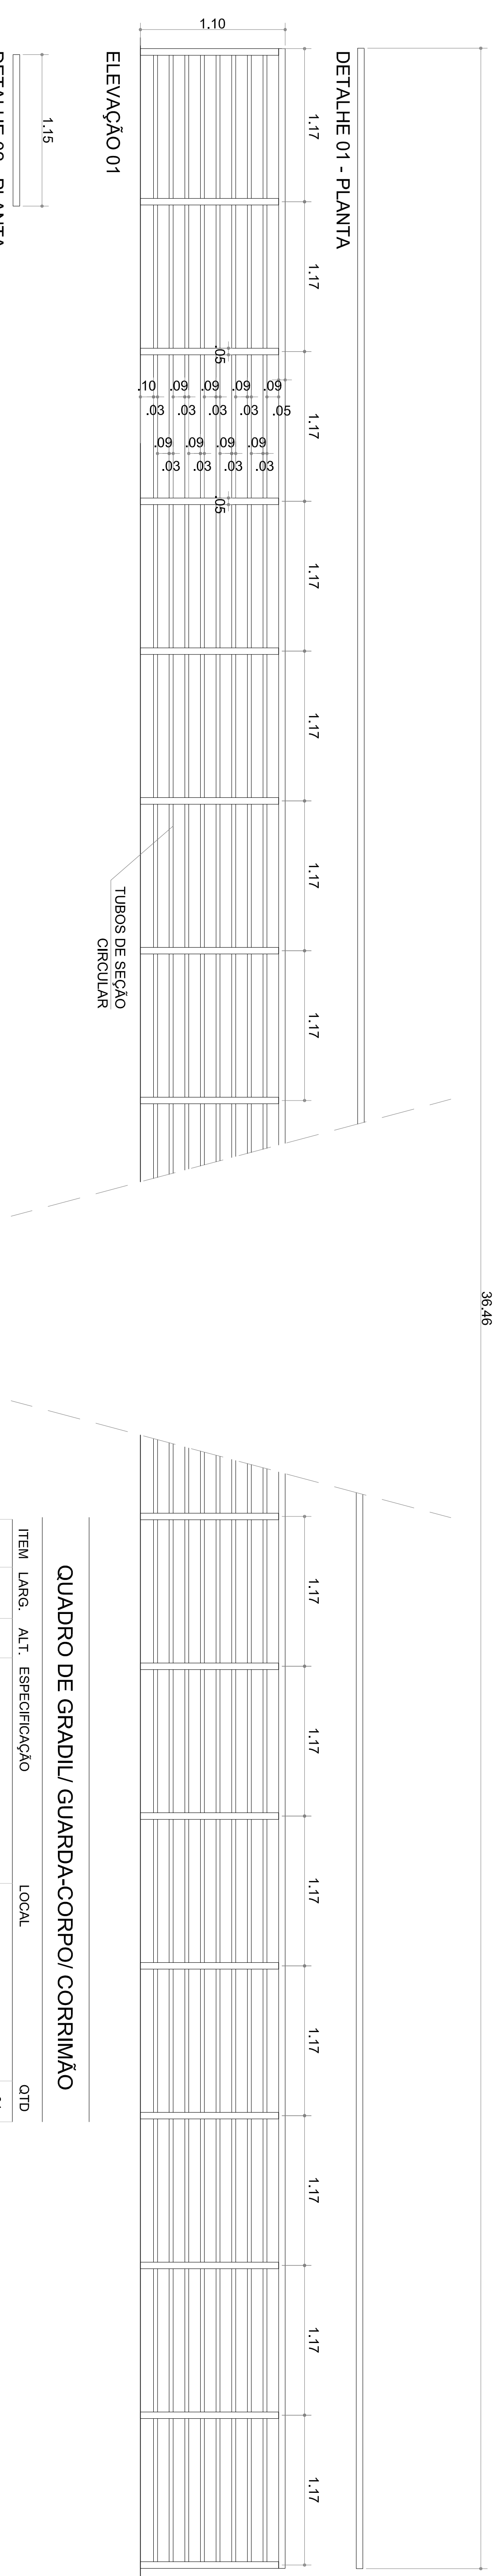 36.46
DETALHE 01 - PLANTA
1.17 1.17 1.17 1.17 1.17 1.17 1.17 1.17 1.17 1.17 1.17 1.17 1.17 1.17
1.10
.05 .05
.10 .09 .09 .09 .09
.03 .03 .03 .03 .05
.09 .09 .09 .09
.03 .03 .03 .03
TUBOS DE SEÇÃO
CIRCULAR
ELEVAÇÃO 01
QUADRO DE GRADIL/ GUARDA-CORPO/ CORRIMÃO
1.15
ITEM LARG. ALT. ESPECIFICAÇÃO LOCAL QTD